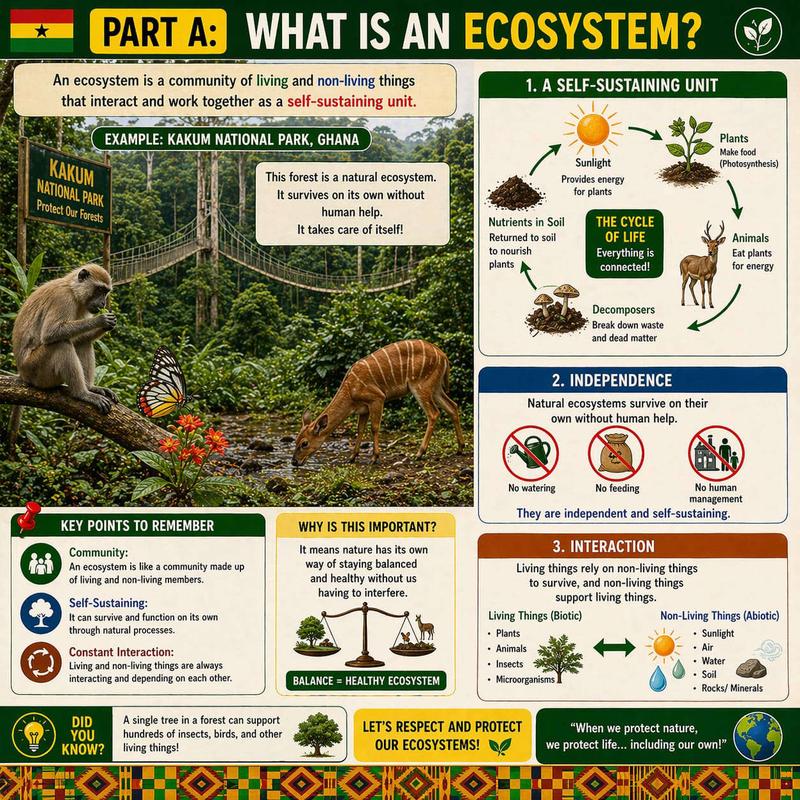 PART A: WHAT IS AN ECOSYSTEM?
An ecosystem is a community of living and non-living things
that interact and work together as a self-sustaining unit.
EXAMPLE: KAKUM NATIONAL PARK, GHANA
KAKUM
NATIONAL PARK
Protect Our Forests
This forest is a natural ecosystem.
It survives on its own without
human help.
It takes care of itself!
1. A SELF-SUSTAINING UNIT
Sunlight
Provides energy
for plants
Plants
Make food
(Photosynthesis)
Animals
Eat plants
for energy
Decomposers
Break down waste
and dead matter
Nutrients in Soil
Returned to soil
to nourish
plants
THE CYCLE
OF LIFE
Everything is
connected!
2. INDEPENDENCE
Natural ecosystems survive on their
own without human help.
No watering
No feeding
No human
management
They are independent and self-sustaining.
3. INTERACTION
Living things rely on non-living things
to survive, and non-living things
support living things.
Living Things (Biotic)
• Plants
• Animals
• Insects
• Microorganisms
Non-Living Things (Abiotic)
• Sunlight
• Air
• Water
• Soil
• Rocks/ Minerals
KEY POINTS TO REMEMBER
Community:
An ecosystem is like a community made up
of living and non-living members.
Self-Sustaining:
It can survive and function on its own
through natural processes.
Constant Interaction:
Living and non-living things are always
interacting and depending on each other.
WHY IS THIS IMPORTANT?
It means nature has its own
way of staying balanced
and healthy without us
having to interfere.
BALANCE = HEALTHY ECOSYSTEM
DID
YOU
KNOW?
A single tree in a forest can support
hundreds of insects, birds, and other
living things!
LET'S RESPECT AND PROTECT
OUR ECOSYSTEMS!
"When we protect nature,
we protect life... including our own!"